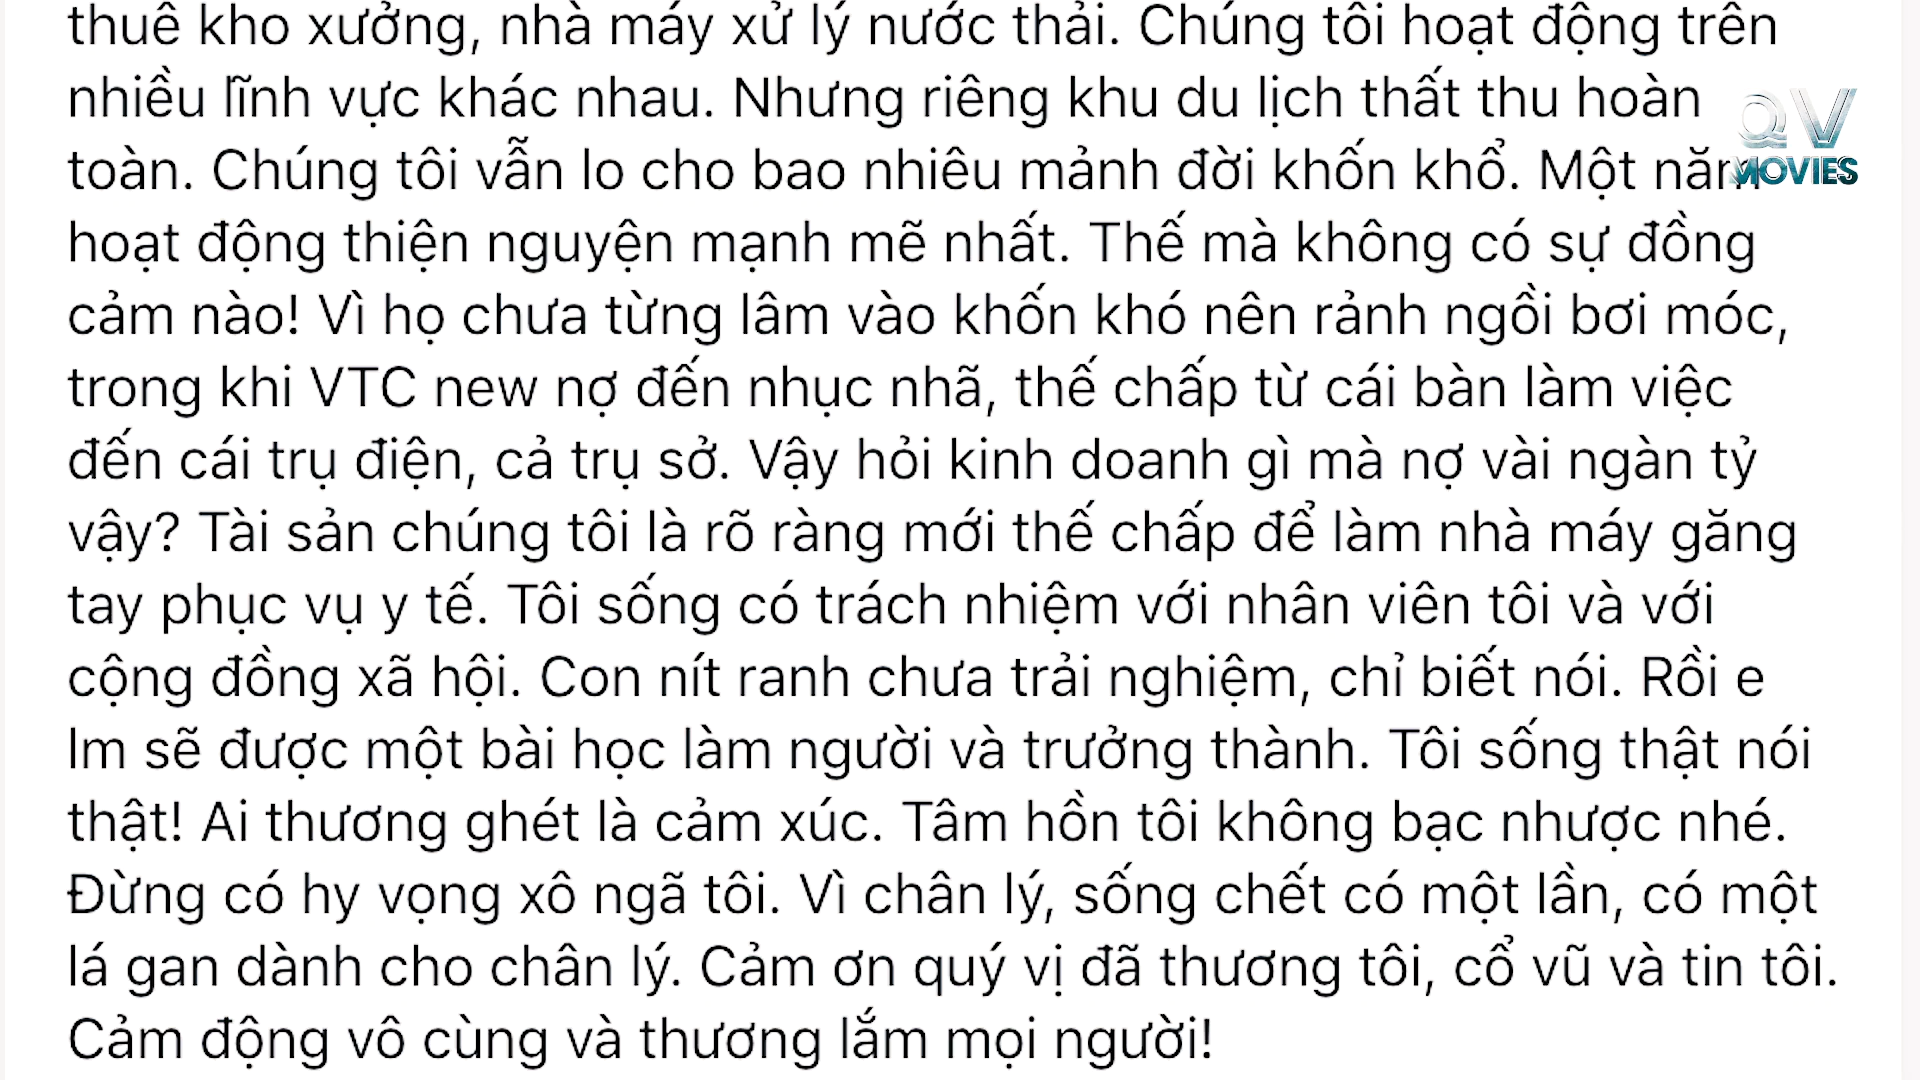 thuê kho xưởng, nhà máy xử lý nước thải. Chúng tôi hoạt động trên
nhiều lĩnh vực khác nhau. Nhưng riêng khu du lịch thất thu hoàn
toàn. Chúng tôi vẫn lo cho bao nhiêu mảnh đời khốn khổ. Một năm
hoạt động thiện nguyện mạnh mẽ nhất. Thế mà không có sự đồng
cảm nào! Vì họ chưa từng lâm vào khốn khó nên rảnh ngồi bơi móc,
trong khi VTC new nợ đến nhục nhã, thế chấp từ cái bàn làm việc
đến cái trụ điện, cả trụ sở. Vậy hỏi kinh doanh gì mà nợ vài ngàn tỷ
vậy? Tài sản chúng tôi là rõ ràng mới thế chấp để làm nhà máy găng
tay phục vụ y tế. Tôi sống có trách nhiệm với nhân viên tôi và với
cộng đồng xã hội. Con nít ranh chưa trải nghiệm, chỉ biết nói. Rồi e
Im sẽ được một bài học làm người và trưởng thành. Tôi sống thật nói
thật! Ai thương ghét là cảm xúc. Tâm hồn tôi không bạc nhược nhé.
Đừng có hy vọng xô ngã tôi. Vì chân lý, sống chết có một lần, có một
lá gan dành cho chân lý. Cảm ơn quý vị đã thương tôi, cổ vũ và tin tôi.
Cảm động vô cùng và thương lắm mọi người!
QV
MOVIES